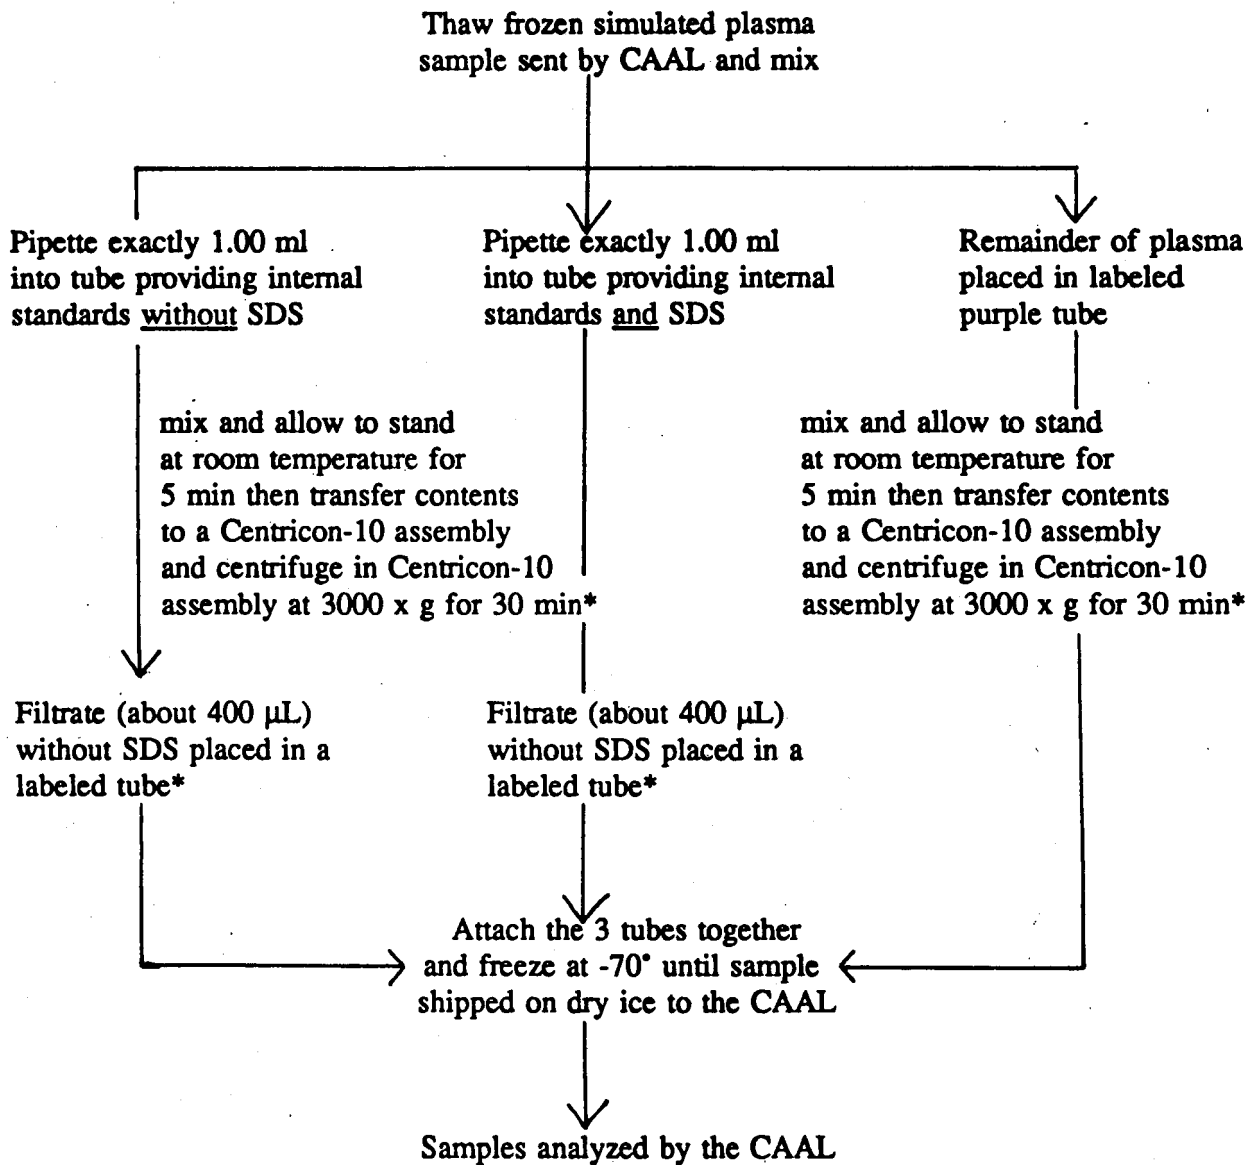 Thaw frozen simulated plasma
sample sent by CAAL and mix
Pipette exactly 1.00 ml
into tube providing internal
standards without SDS
Pipette exactly 1.00 ml
into tube providing internal
standards and SDS
Remainder of plasma
placed in labeled
purple tube
mix and allow to stand
at room temperature for
5 min then transfer contents
to a Centricon-10 assembly
and centrifuge in Centricon-10
assembly at 3000 x g for 30 min*
mix and allow to stand
at room temperature for
5 min then transfer contents
to a Centricon-10 assembly
and centrifuge in Centricon-10
assembly at 3000 x g for 30 min*
Filtrate (about 400 µL)
without SDS placed in a
labeled tube*
Filtrate (about 400 µL)
without SDS placed in a
labeled tube*
Attach the 3 tubes together
and freeze at -70° until sample
shipped on dry ice to the CAAL
Samples analyzed by the CAAL